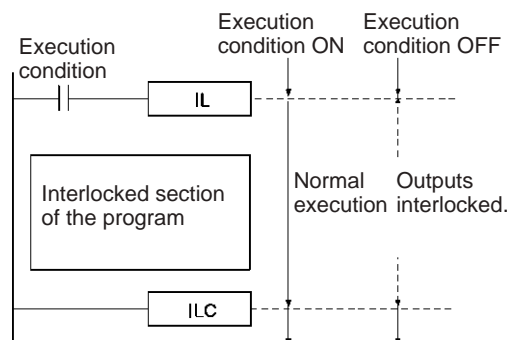 Execution
condition
Execution
condition ON
Execution
condition OFF
IL
Interlocked section
of the program
Normal
execution
Outputs
interlocked.
ILC